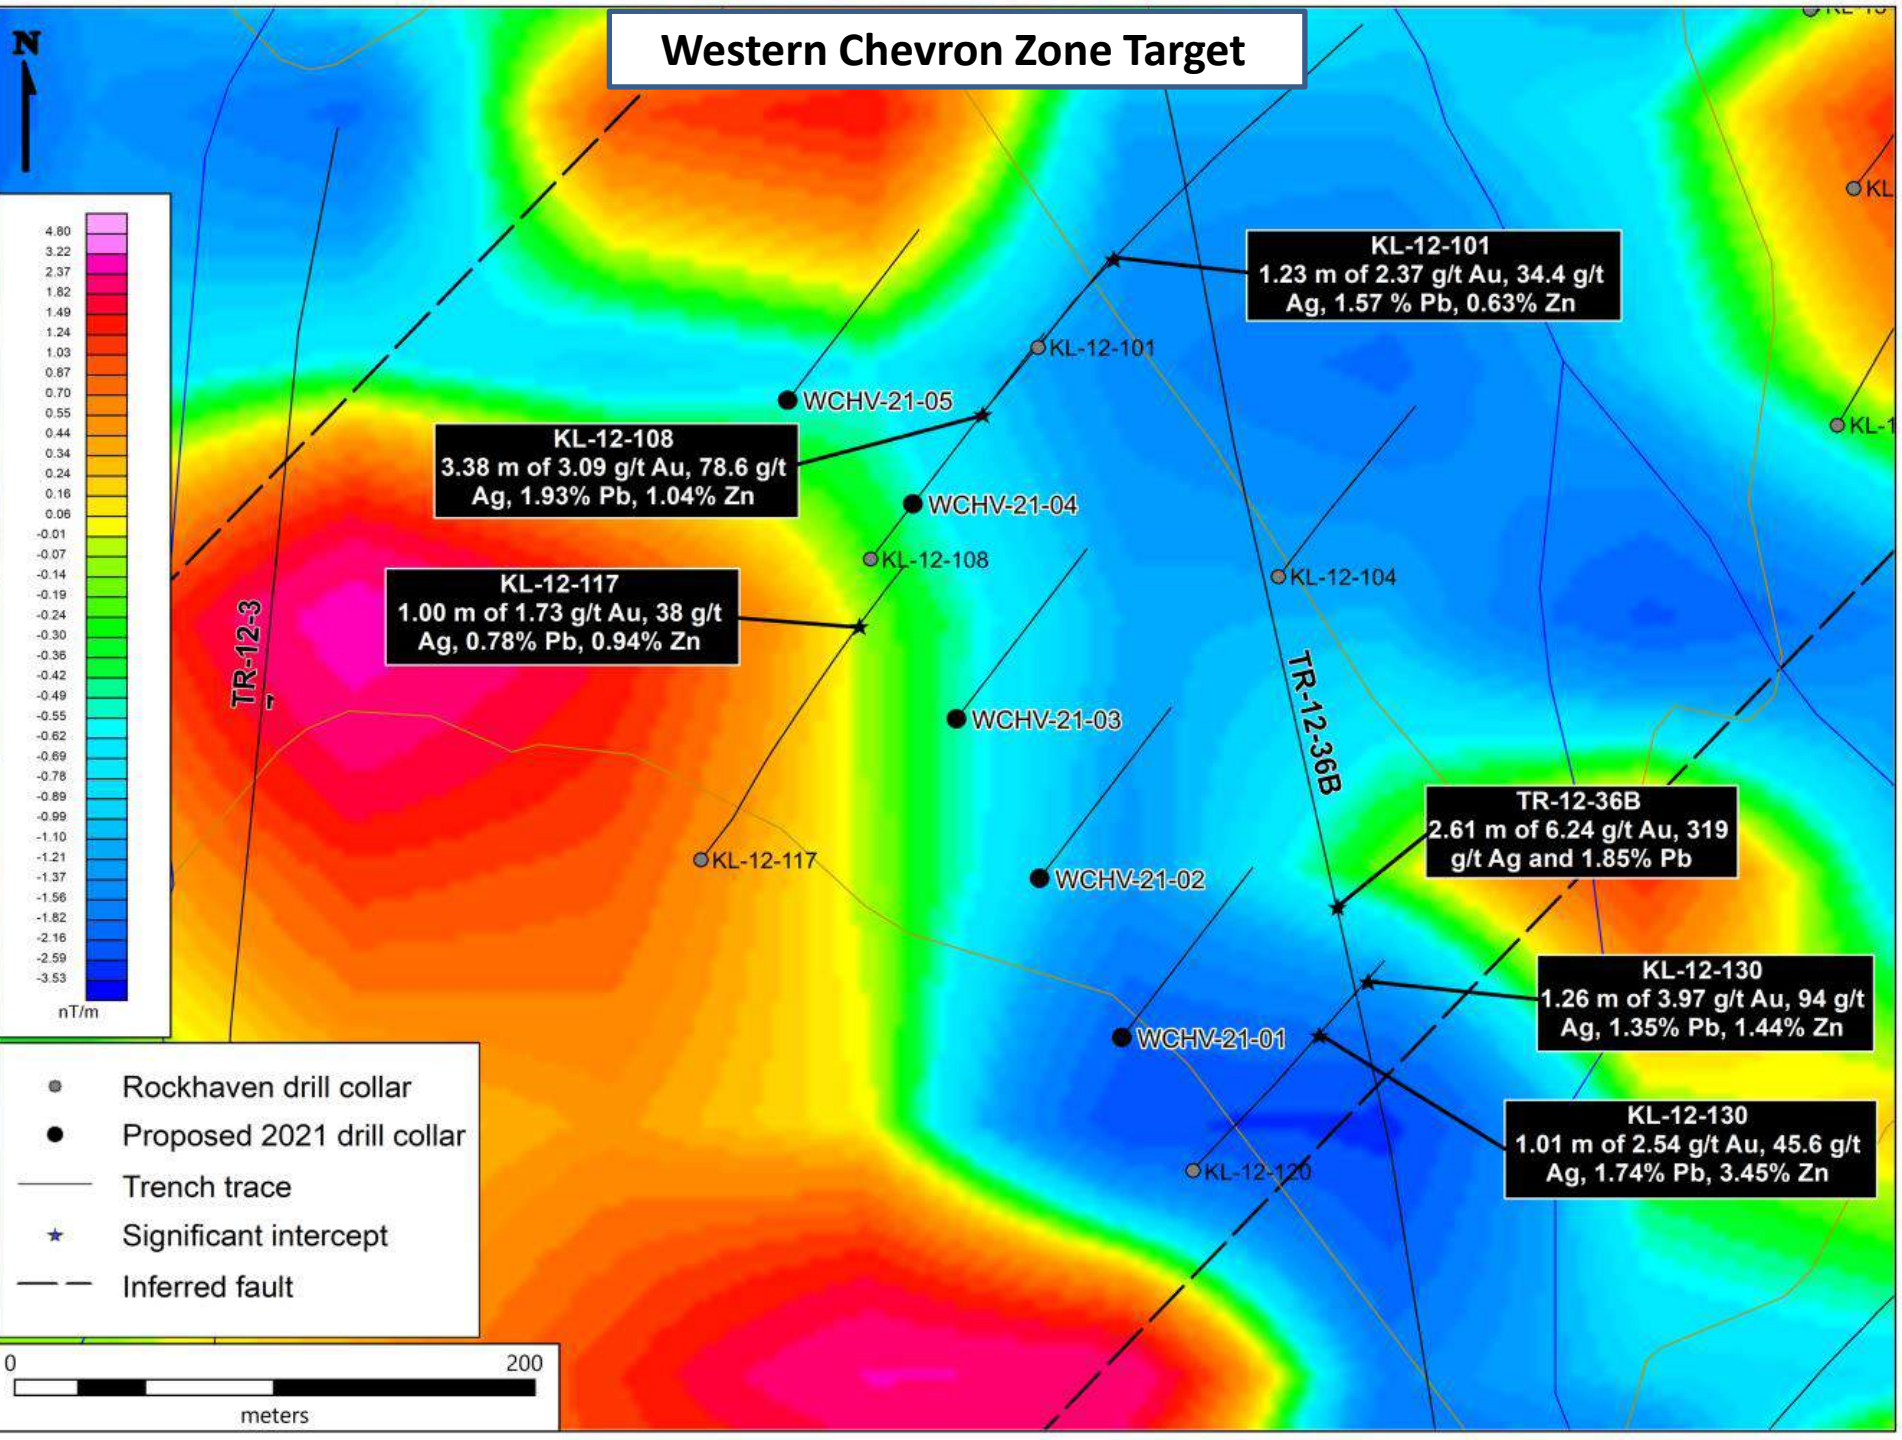 Western Chevron Zone Target
N
KL-12-101
1.23 m of 2.37 g/t Au, 34.4 g/t
Ag, 1.57 % Pb, 0.63% Zn
KL
KL-12-101
WCHV-21-05
KL-1
KL-12-108
3.38 m of 3.09 g/t Au, 78.6 g/t
Ag, 1.93% Pb, 1.04% Zn
WCHV-21-04
KL-12-108
KL-12-104
KL-12-117
1.00 m of 1.73 g/t Au, 38 g/t
Ag, 0.78% Pb, 0.94% Zn
TR-12-3
WCHV-21-03
TR-12-36B
TR-12-36B
2.61 m of 6.24 g/t Au, 319
g/t Ag and 1.85% Pb
KL-12-117
WCHV-21-02
KL-12-130
1.26 m of 3.97 g/t Au, 94 g/t
Ag, 1.35% Pb, 1.44% Zn
WCHV-21-01
KL-12-130
1.01 m of 2.54 g/t Au, 45.6 g/t
Ag, 1.74% Pb, 3.45% Zn
KL-12-120
4.80
3.22
2.37
1.82
1.49
1.24
1.03
0.87
0.70
0.55
0.44
0.34
0.24
0.16
0.06
-0.01
-0.07
-0.14
-0.19
-0.24
-0.30
-0.36
-0.42
-0.49
-0.55
-0.62
-0.69
-0.78
-0.89
-0.99
-1.10
-1.21
-1.37
-1.56
-1.82
-2.16
-2.59
-3.53
nT/m
Rockhaven drill collar
Proposed 2021 drill collar
Trench trace
Significant intercept
Inferred fault
0 200
meters